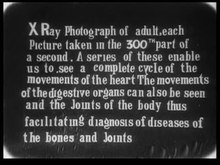 X Ray Photograph of adult, each
Picture taken in the 300TH part of
a second. A series of these enable
us to see a complete cycle of the
movements of the heart The movements
of the digestive organs can also be seen
and the Joints of the body thus
facilitating diagnosis of diseases of
the bones and Joints